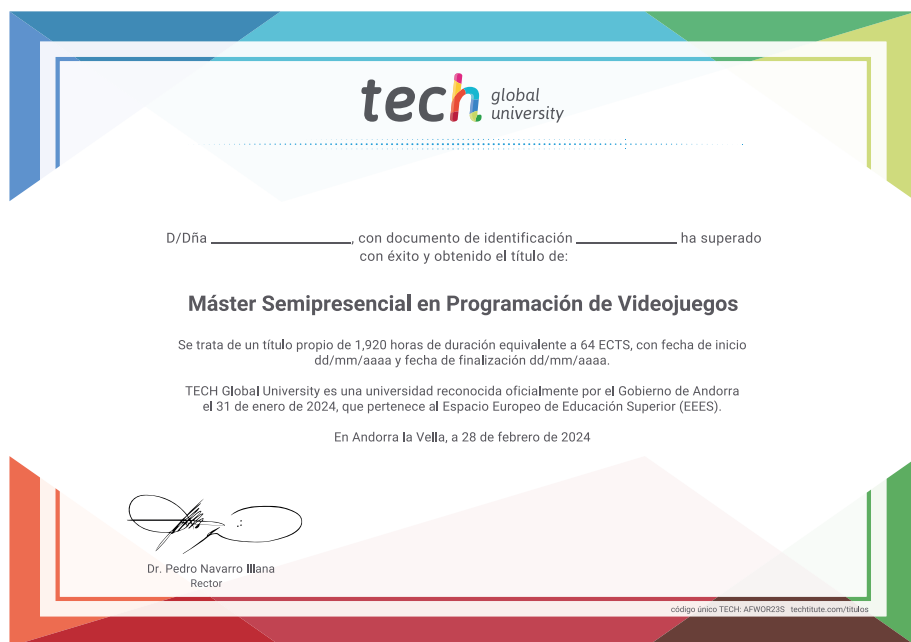 tech global
university
D/Dña ____________________, con documento de identificación ______________ ha superado
con éxito y obtenido el título de:
Máster Semipresencial en Programación de Videojuegos
Se trata de un título propio de 1,920 horas de duración equivalente a 64 ECTS, con fecha de inicio
dd/mm/aaaa y fecha de finalización dd/mm/aaaa.
TECH Global University es una universidad reconocida oficialmente por el Gobierno de Andorra
el 31 de enero de 2024, que pertenece al Espacio Europeo de Educación Superior (EEES).
En Andorra la Vella, a 28 de febrero de 2024
Dr. Pedro Navarro Illana
Rector
código único TECH: AFWOR23S techtitute.com/titulos